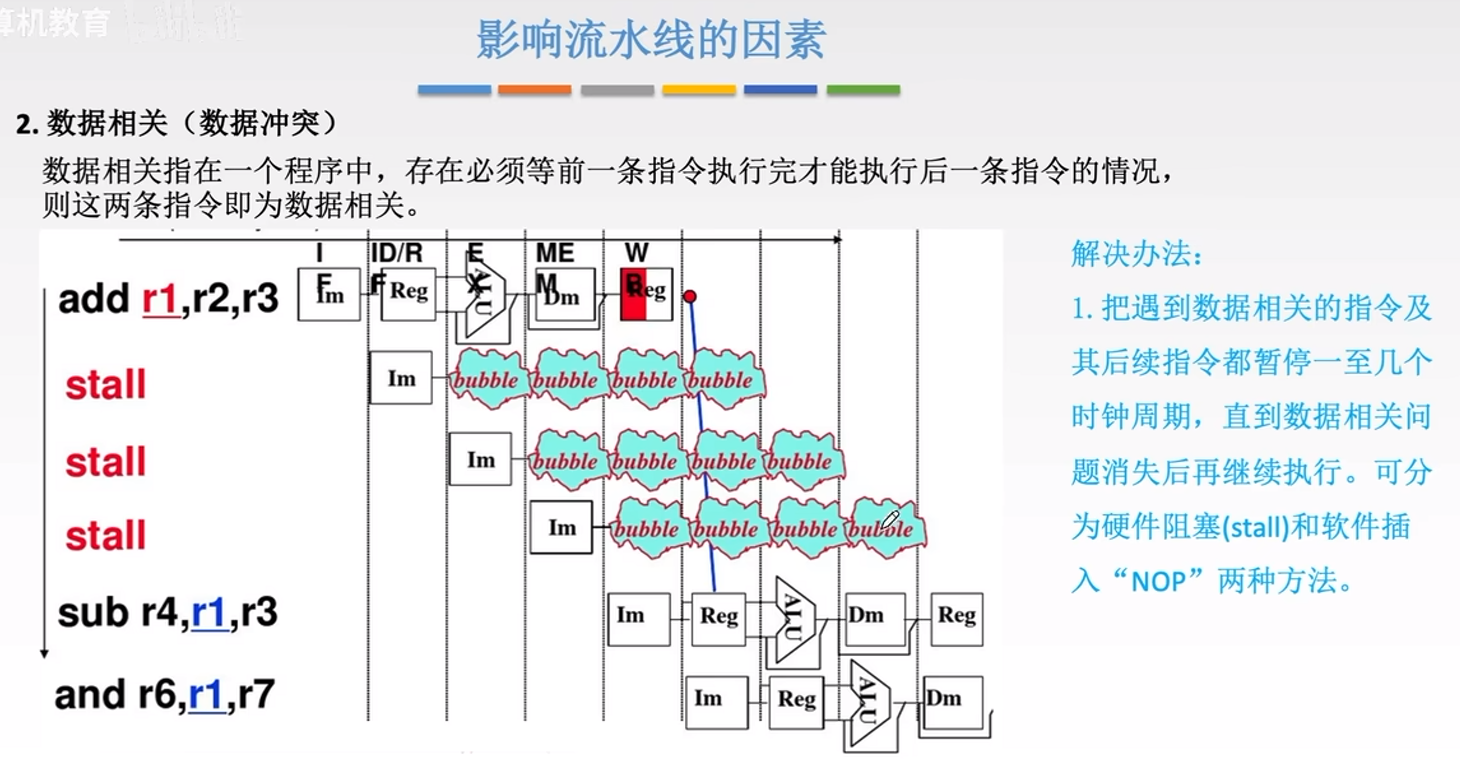 算机教育
影响流水线的因素
2. 数据相关（数据冲突）
数据相关指在一个程序中，存在必须等前一条指令执行完才能执行后一条指令的情况，
则这两条指令即为数据相关。
IF ID/RF EX MEM WB
add r1,r2,r3 Im Reg ALU Dm Reg
stall Im bubble bubble bubble bubble
stall Im bubble bubble bubble bubble
stall Im bubble bubble bubble bubble
sub r4,r1,r3 Im Reg ALU Dm Reg
and r6,r1,r7 Im Reg ALU Dm
解决办法：
1. 把遇到数据相关的指令及
其后续指令都暂停一至几个
时钟周期，直到数据相关问
题消失后再继续执行。可分
为硬件阻塞(stall)和软件插
入“NOP”两种方法。